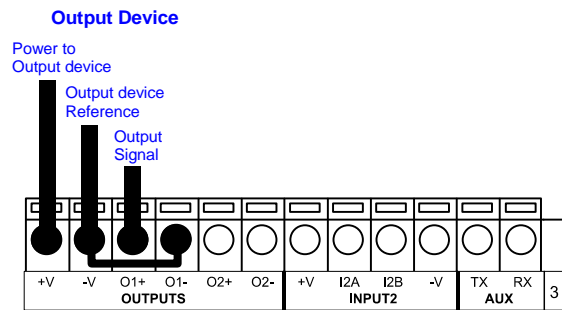 Output Device
Power to
Output device
Output device
Reference
Output
Signal
+V -V O1+ O1- O2+ O2- +V I2A I2B -V TX RX
OUTPUTS INPUT2 AUX 3